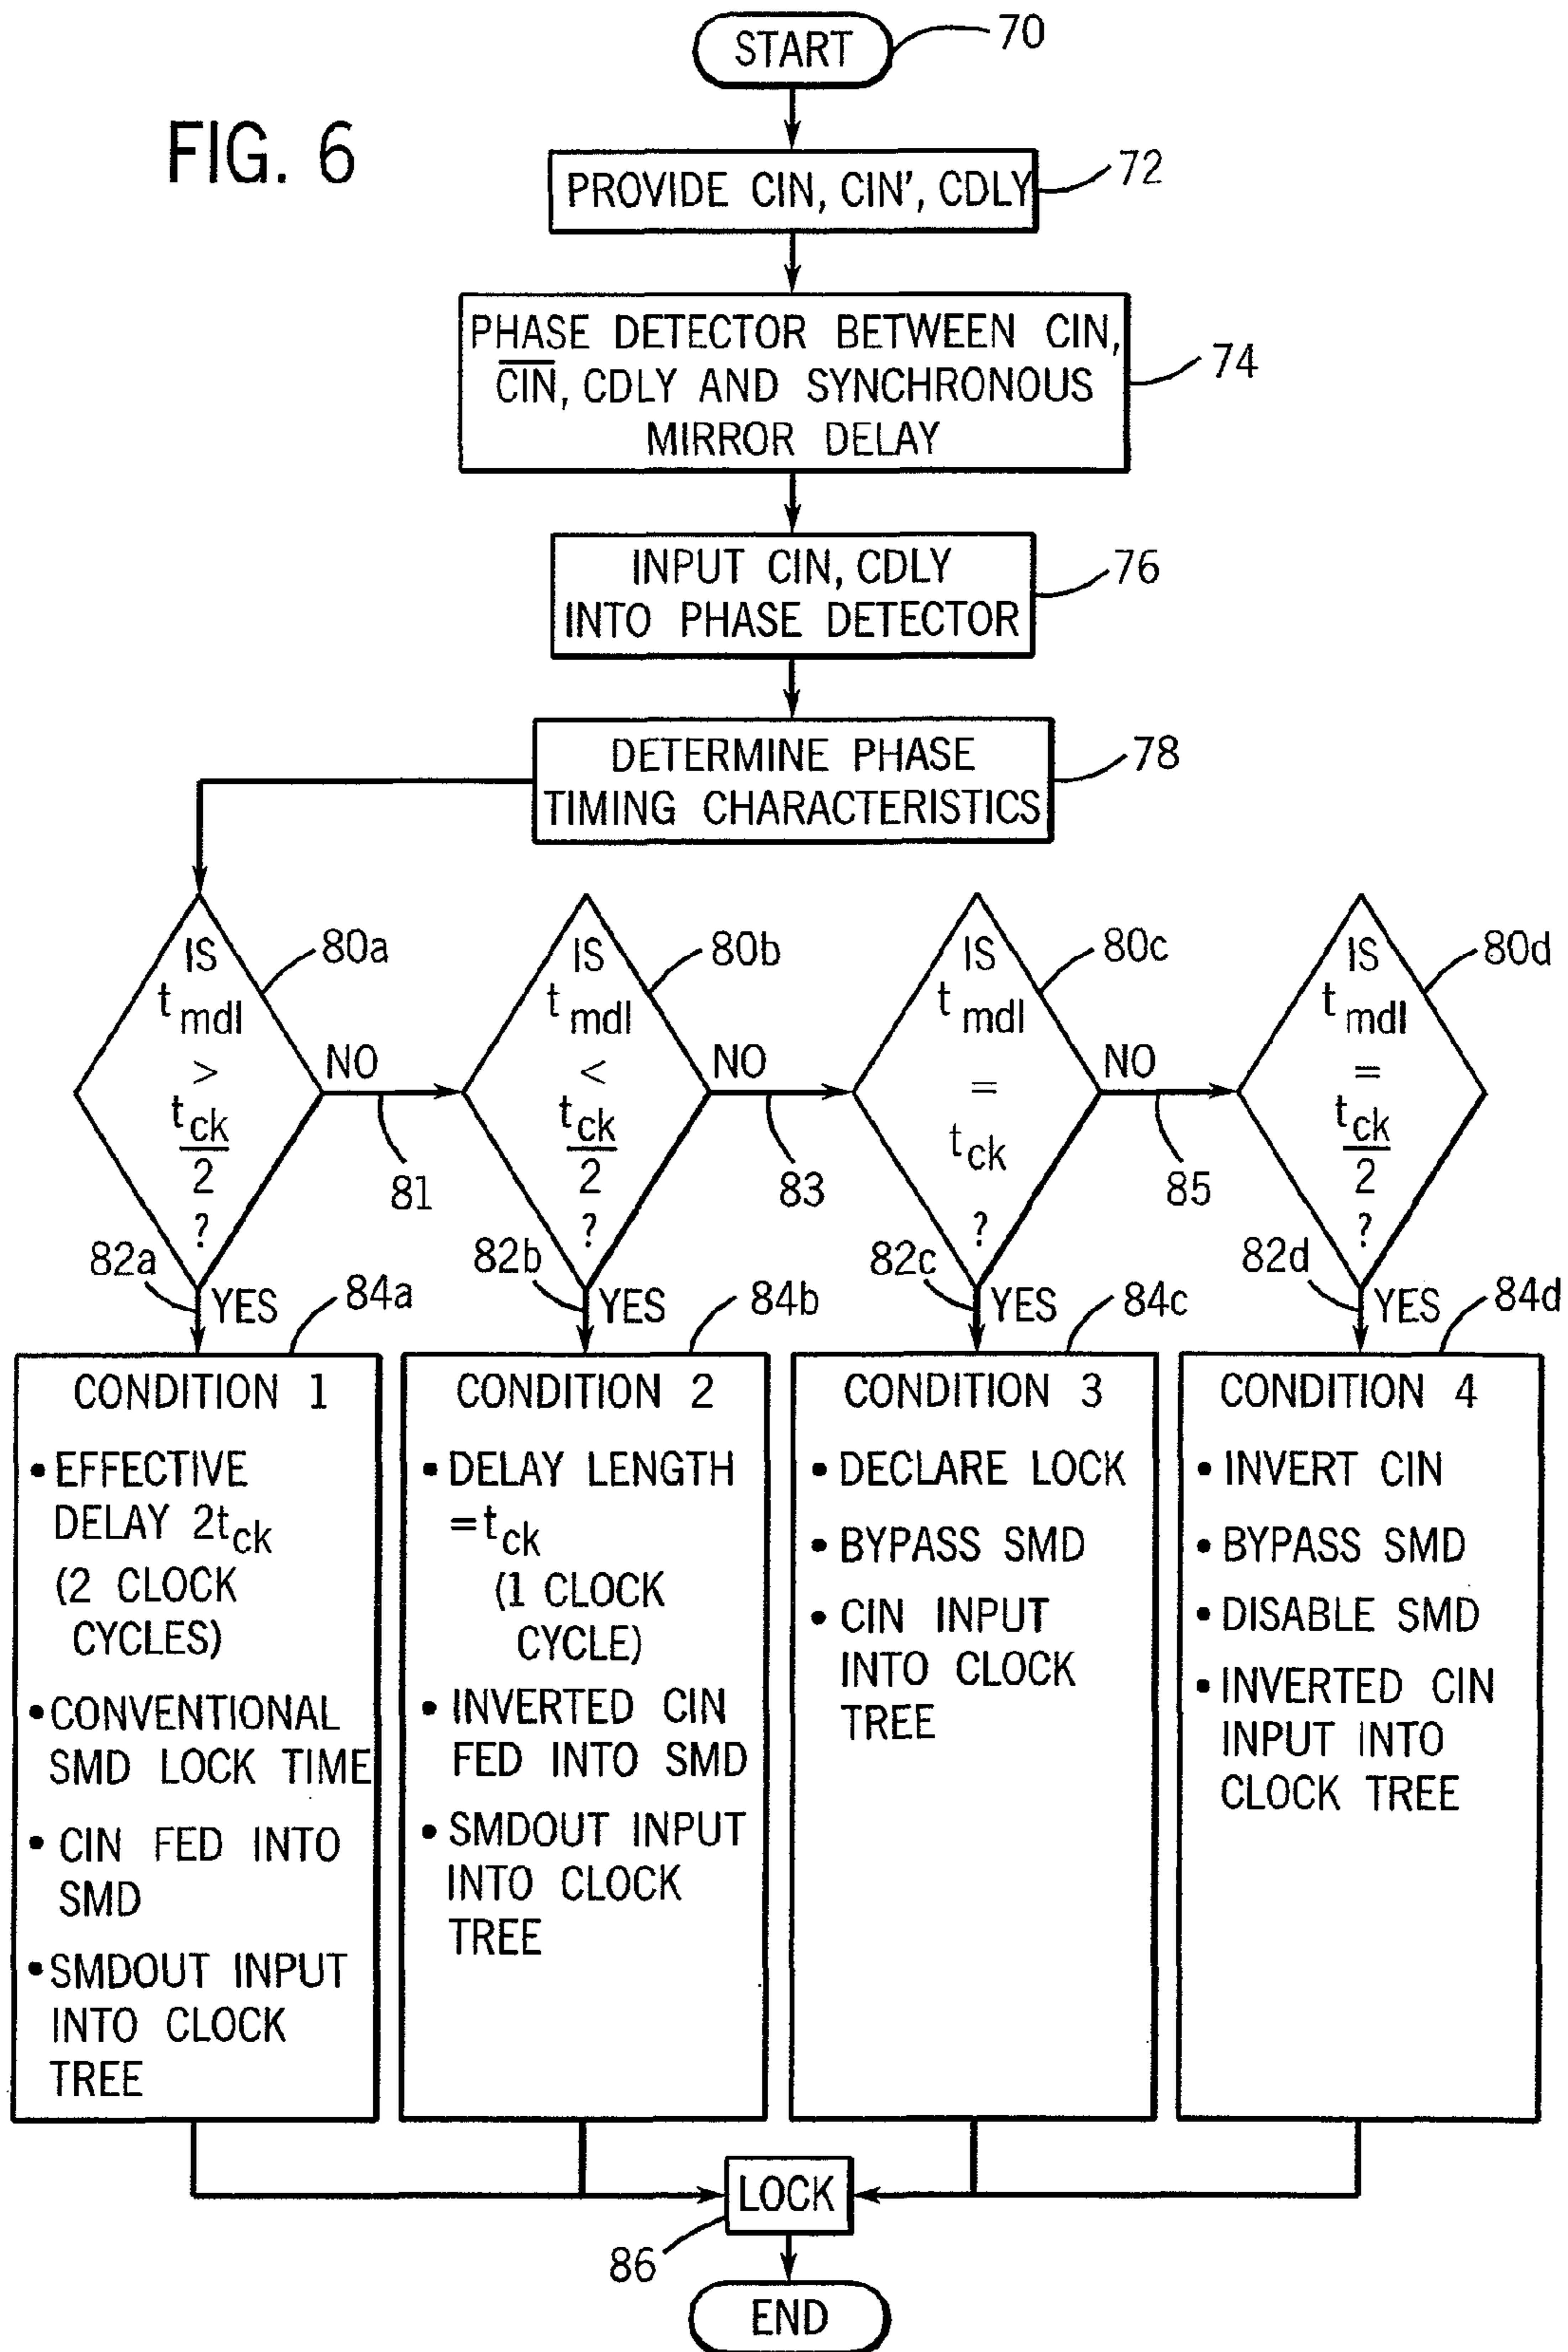 FIG. 6
START
70
PROVIDE CIN, CIN', CDLY
72
PHASE DETECTOR BETWEEN CIN,
C̅I̅N̅, CDLY AND SYNCHRONOUS
MIRROR DELAY
74
INPUT CIN, CDLY
INTO PHASE DETECTOR
76
DETERMINE PHASE
TIMING CHARACTERISTICS
78
IS
t mdl
>
tck
2
?
80a
NO
81
82a
YES
84a
IS
t mdl
<
tck
2
?
80b
NO
83
82b
YES
84b
IS
t mdl
=
tck
?
80c
NO
85
82c
YES
84c
IS
t mdl
=
tck
2
?
80d
82d
YES
84d
CONDITION 1
• EFFECTIVE
DELAY 2tck
(2 CLOCK
CYCLES)
• CONVENTIONAL
SMD LOCK TIME
• CIN FED INTO
SMD
• SMDOUT INPUT
INTO CLOCK
TREE
CONDITION 2
• DELAY LENGTH
=tck
(1 CLOCK
CYCLE)
• INVERTED CIN
FED INTO SMD
• SMDOUT INPUT
INTO CLOCK
TREE
CONDITION 3
• DECLARE LOCK
• BYPASS SMD
• CIN INPUT
INTO CLOCK
TREE
CONDITION 4
• INVERT CIN
• BYPASS SMD
• DISABLE SMD
• INVERTED CIN
INPUT INTO
CLOCK TREE
LOCK
86
END